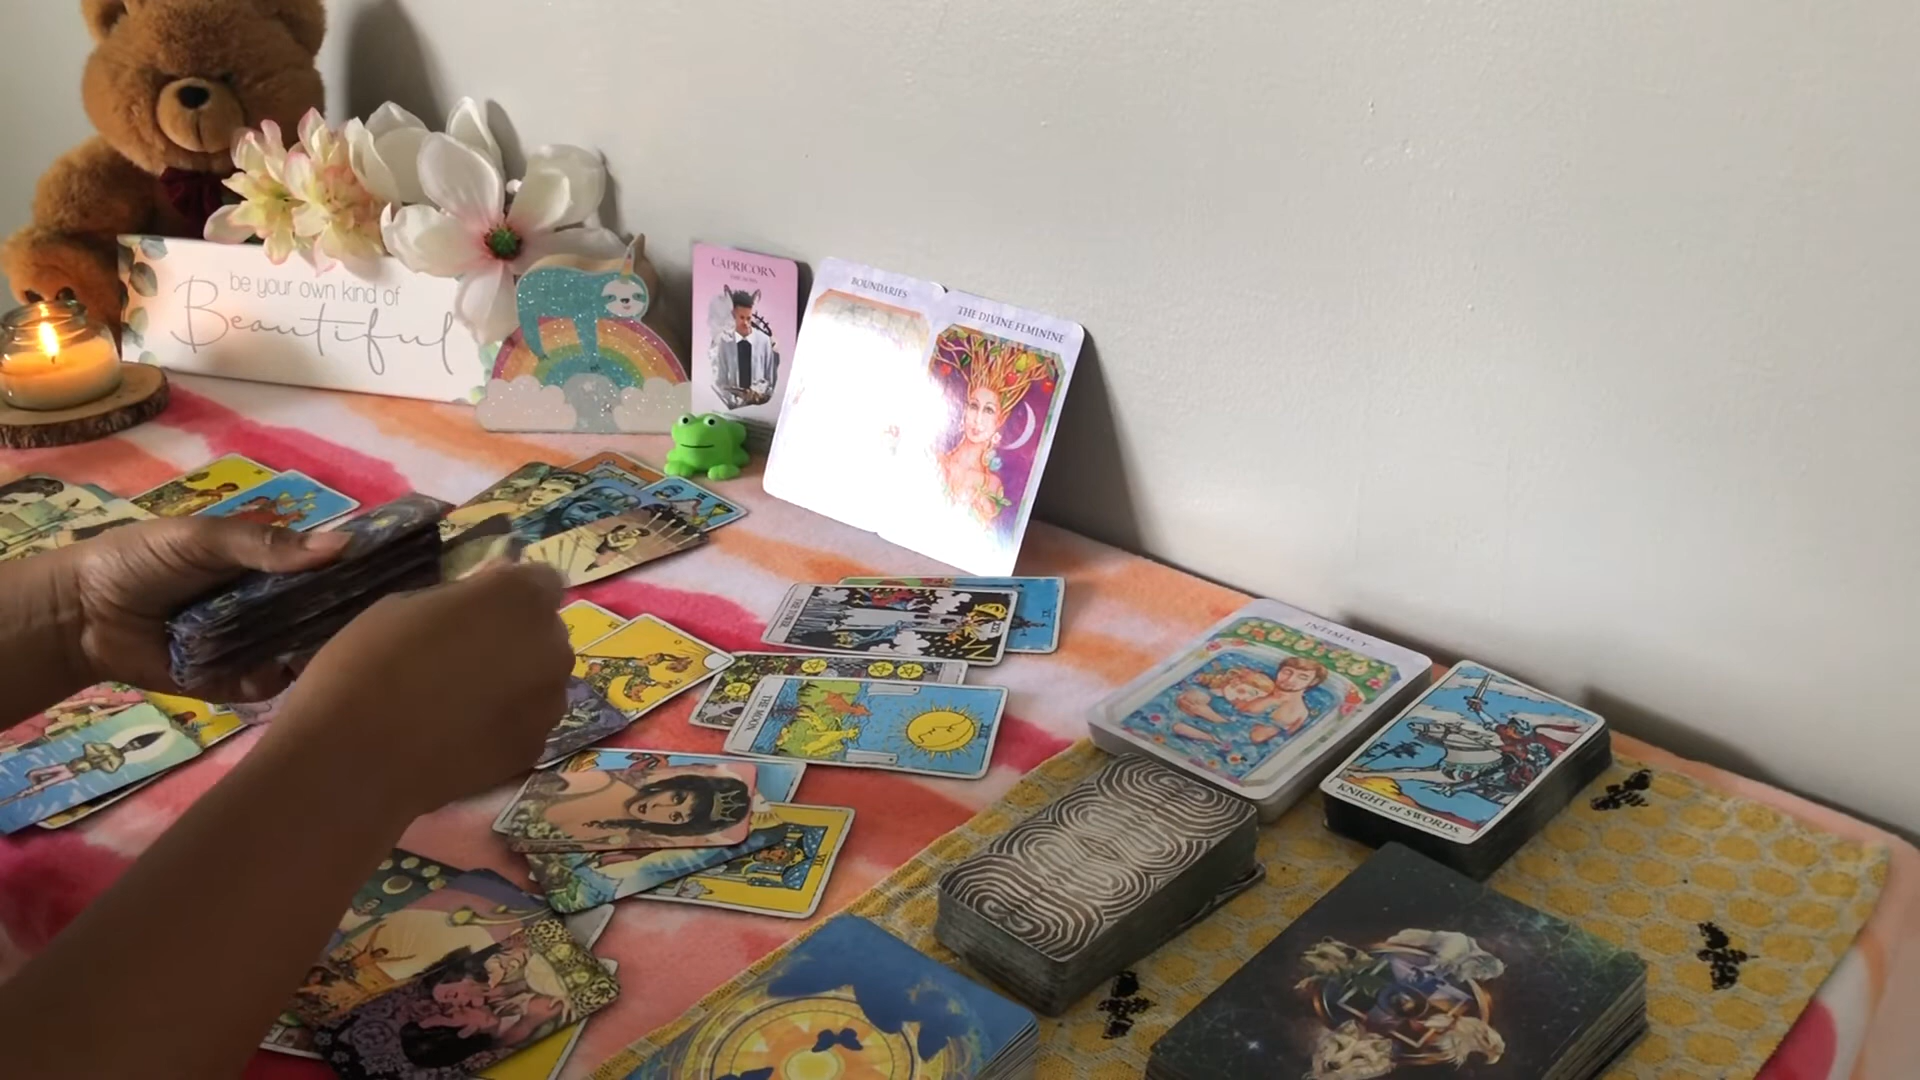 be your own kind of
Beautiful
CAPRICORN
BOUNDARIES
THE DIVINE FEMININE
THE TOWER
THE MOON
INTIMACY
KNIGHT of SWORDS.